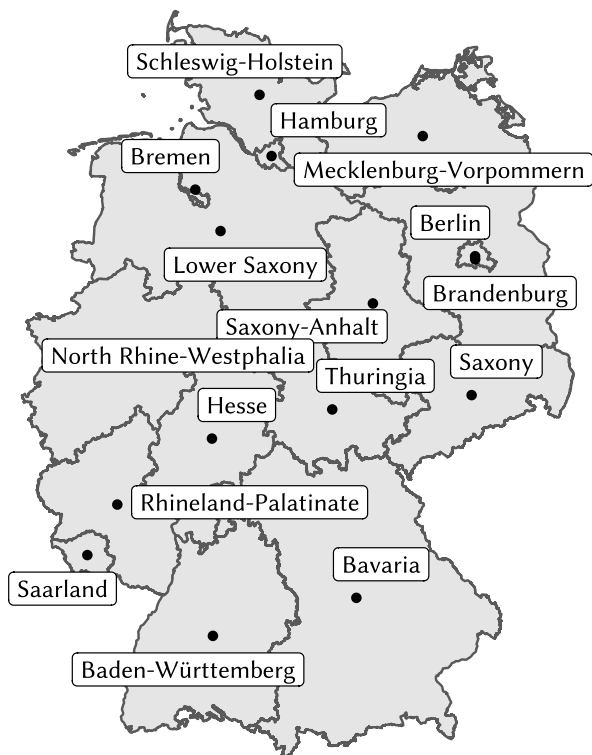 Schleswig-Holstein
Hamburg
Bremen
Mecklenburg-Vorpommern
Berlin
Lower Saxony
Brandenburg
Saxony-Anhalt
North Rhine-Westphalia
Thuringia
Saxony
Hesse
Rhineland-Palatinate
Bavaria
Saarland
Baden-Württemberg